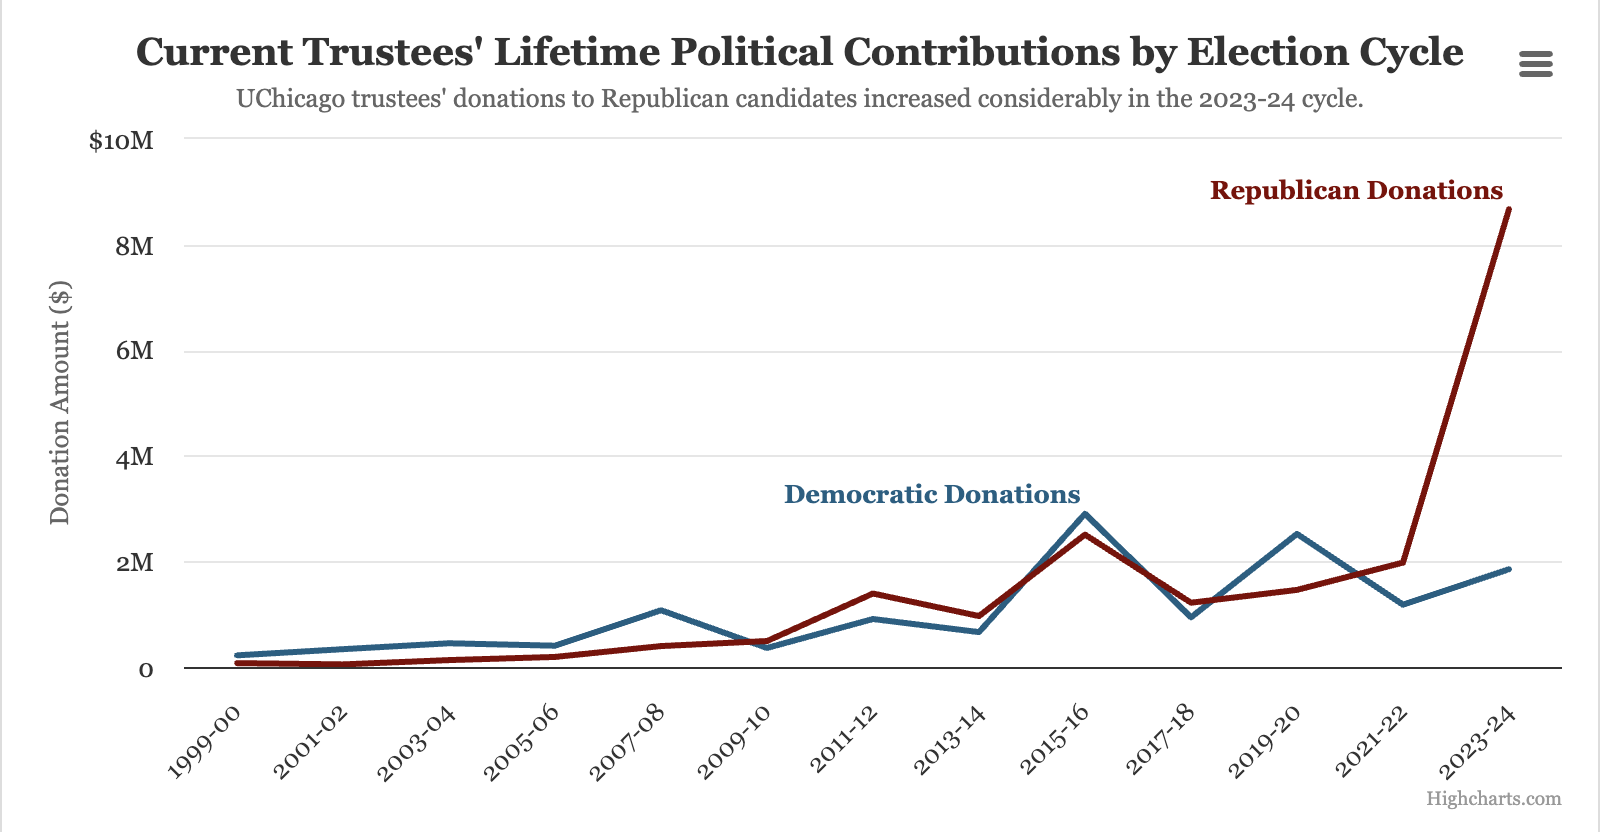 Current Trustees' Lifetime Political Contributions by Election Cycle
UChicago trustees' donations to Republican candidates increased considerably in the 2023-24 cycle.
Donation Amount ($)
$10M
8M
6M
4M
2M
0
Republican Donations
Democratic Donations
1999-00
2001-02
2003-04
2005-06
2007-08
2009-10
2011-12
2013-14
2015-16
2017-18
2019-20
2021-22
2023-24
Highcharts.com